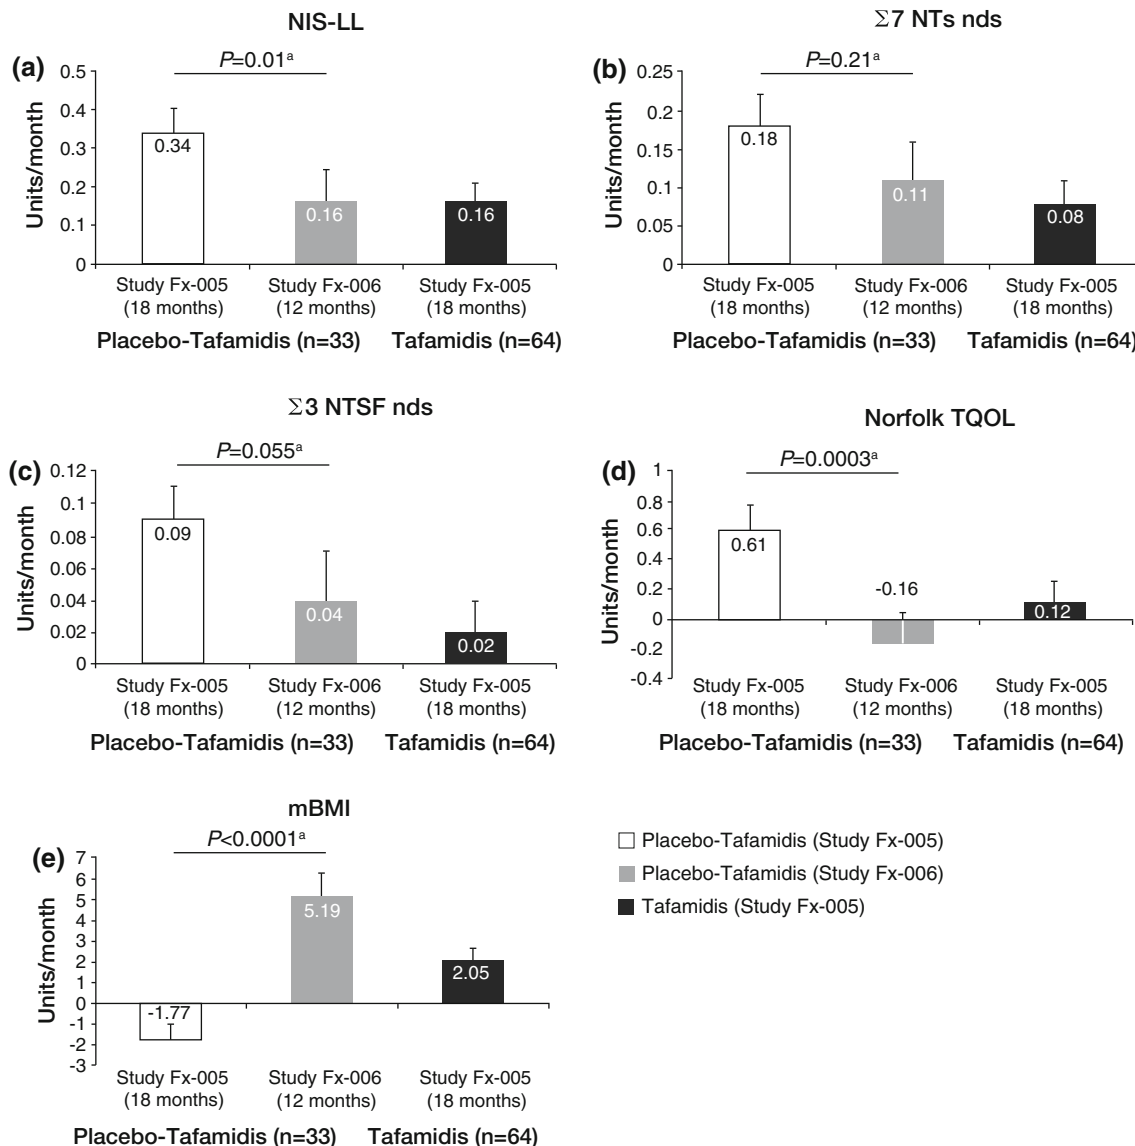 NIS-LL
(a)
P=0.01ᵃ
Units/month
0.5
0.4
0.3
0.2
0.1
0
0.34
0.16
0.16
Study Fx-005 Study Fx-006 Study Fx-005
(18 months) (12 months) (18 months)
Placebo-Tafamidis (n=33) Tafamidis (n=64)
Σ7 NTs nds
(b)
P=0.21ᵃ
Units/month
0.25
0.2
0.15
0.1
0.05
0
0.18
0.11
0.08
Study Fx-005 Study Fx-006 Study Fx-005
(18 months) (12 months) (18 months)
Placebo-Tafamidis (n=33) Tafamidis (n=64)
Σ3 NTSF nds
(c)
P=0.055ᵃ
Units/month
0.12
0.1
0.08
0.06
0.04
0.02
0
0.09
0.04
0.02
Study Fx-005 Study Fx-006 Study Fx-005
(18 months) (12 months) (18 months)
Placebo-Tafamidis (n=33) Tafamidis (n=64)
Norfolk TQOL
(d)
P=0.0003ᵃ
Units/month
1
0.8
0.6
0.4
0.2
0
-0.2
-0.4
0.61
-0.16
0.12
Study Fx-005 Study Fx-006 Study Fx-005
(18 months) (12 months) (18 months)
Placebo-Tafamidis (n=33) Tafamidis (n=64)
mBMI
(e)
P<0.0001ᵃ
Units/month
7
6
5
4
3
2
1
0
-1
-2
-3
-1.77
5.19
2.05
Study Fx-005 Study Fx-006 Study Fx-005
(18 months) (12 months) (18 months)
Placebo-Tafamidis (n=33) Tafamidis (n=64)
Placebo-Tafamidis (Study Fx-005)
Placebo-Tafamidis (Study Fx-006)
Tafamidis (Study Fx-005)